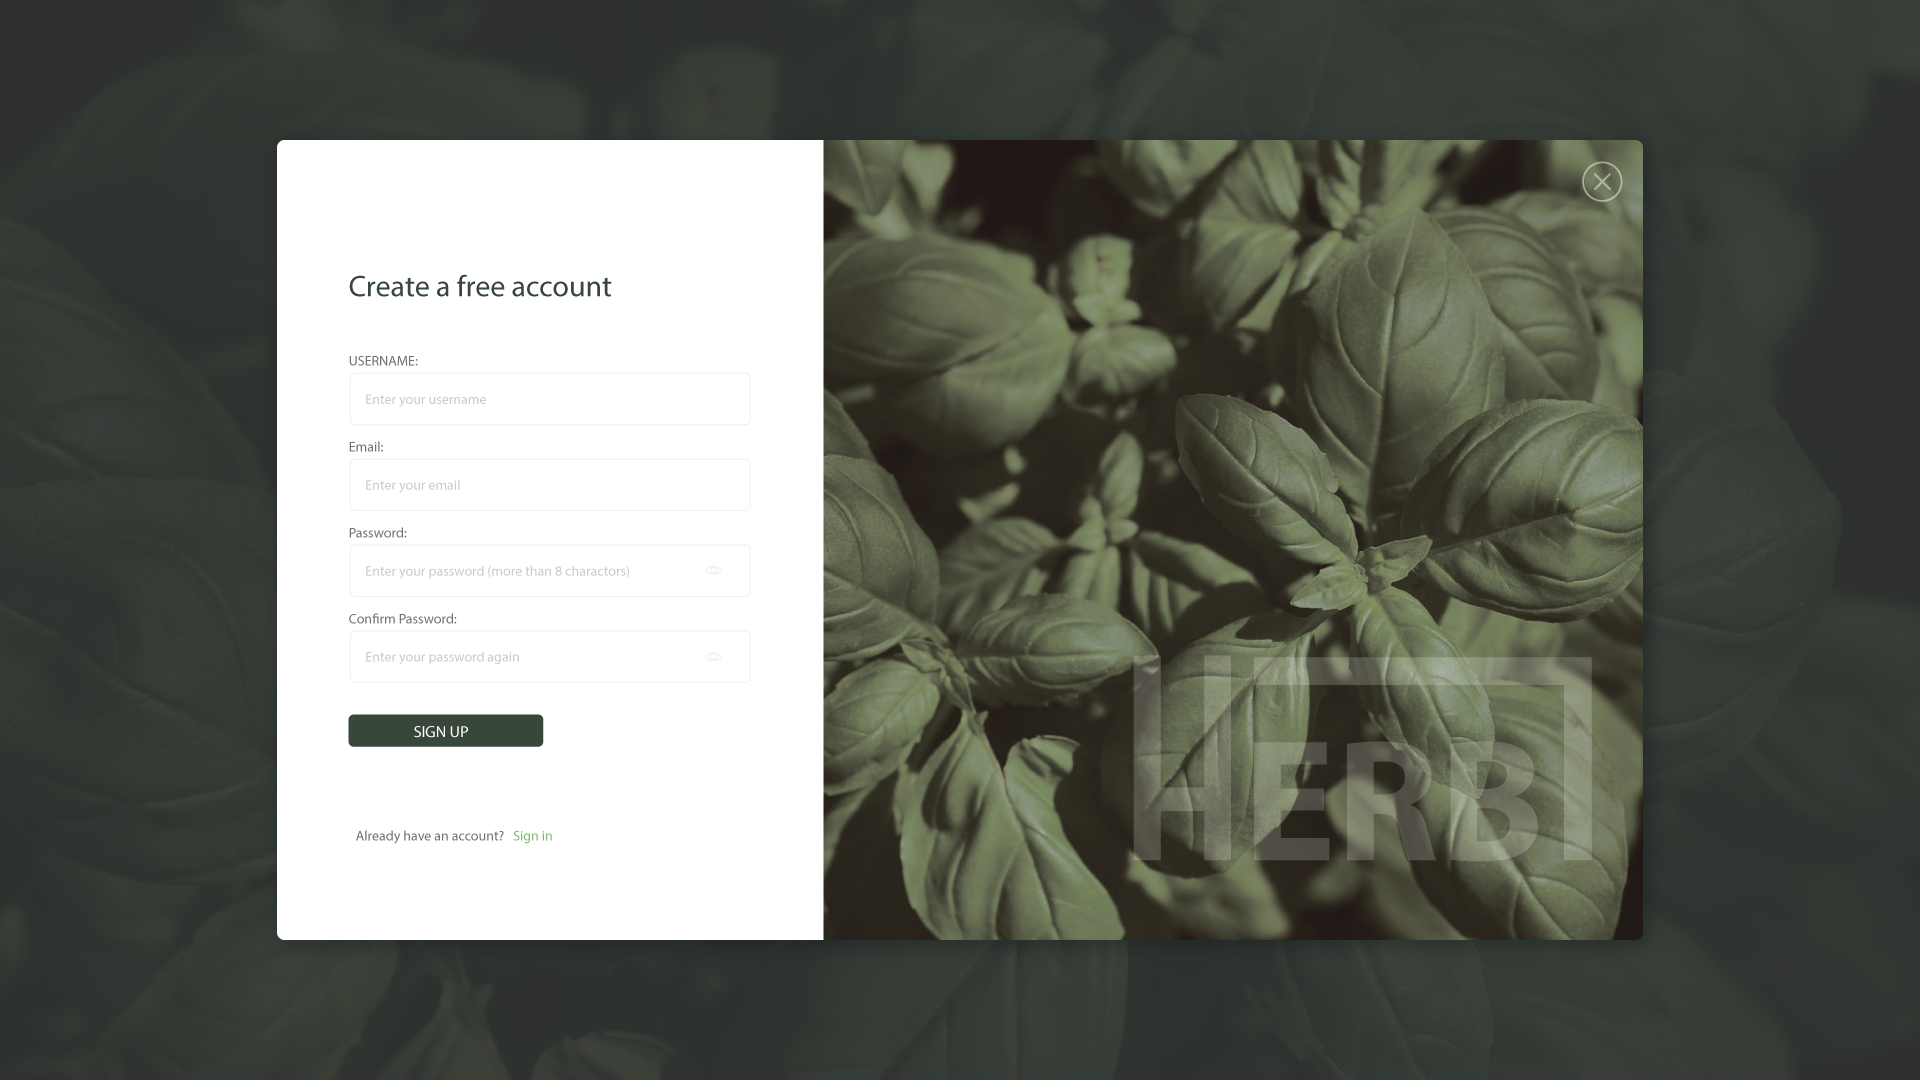 Create a free account
USERNAME:
Enter your username
Email:
Enter your email
Password:
Enter your password (more than 8 charactors)
Confirm Password:
Enter your password again
SIGN UP
Already have an account? Sign in
HERB